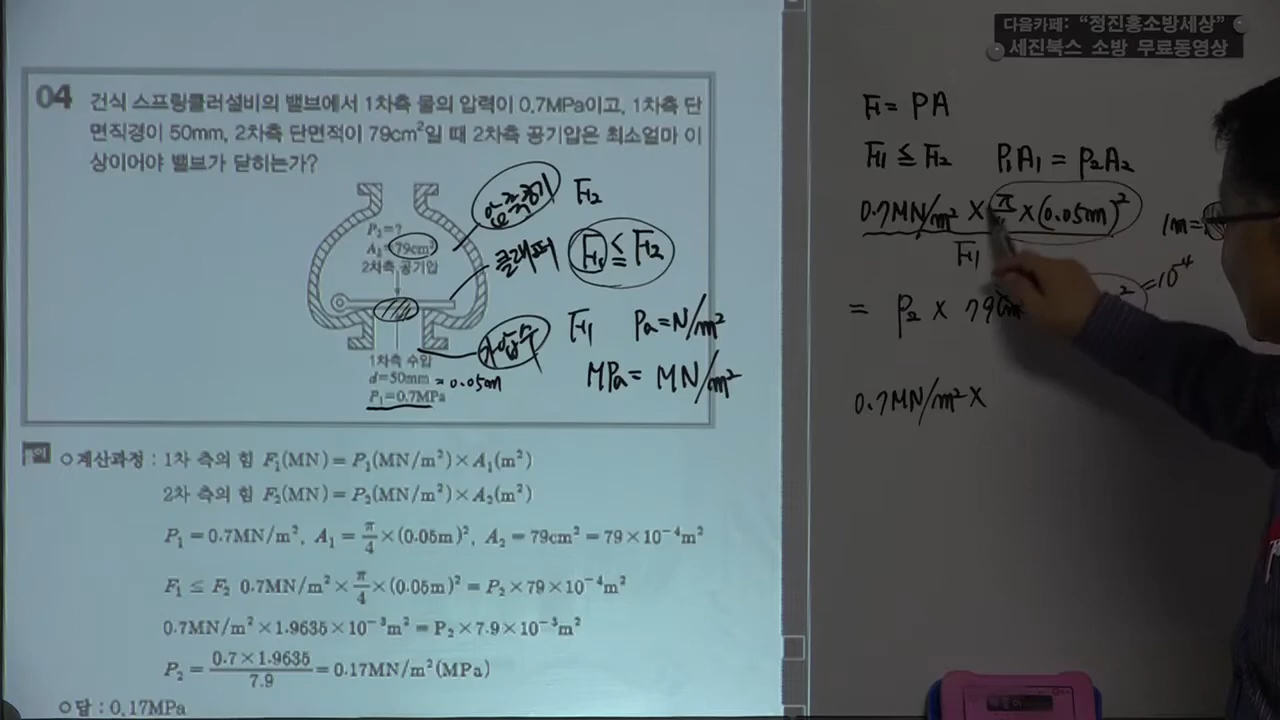 다음카페: "정진홍소방세상"
세진북스 소방 무료동영상
04 건식 스프링클러설비의 밸브에서 1차측 물의 압력이 0.7MPa이고, 1차측 단
면직경이 50mm, 2차측 단면적이 79cm²일 때 2차측 공기압은 최소얼마 이
상이어야 밸브가 닫히는가?
압축공기 F₂
P₂=?
A₂=79cm²
2차측 공기압
클래퍼 F₁ ≦ F₂
가압수 F₁ Pa=N/m²
MPa= MN/m²
1차측 수압
d=50mm = 0.05m
P₁=0.7MPa
○계산과정 : 1차 측의 힘 F₁(MN)=P₁(MN/m²)×A₁(m²)
2차 측의 힘 F₂(MN)=P₂(MN/m²)×A₂(m²)
P₁=0.7MN/m², A₁=π/4×(0.05m)², A₂=79cm²=79×10⁻⁴m²
F₁ ≤ F₂ 0.7MN/m²×π/4×(0.05m)²=P₂×79×10⁻⁴m²
0.7MN/m²×1.9635×10⁻³m²=P₂×7.9×10⁻³m²
P₂=0.7×1.9635/7.9=0.17MN/m²(MPa)
○답 : 0.17MPa
F= PA
F₁ ≦ F₂ P₁A₁ = P₂A₂
0.7MN/m² × π × (0.05m)² 1m=
F₁
= P₂ × 79cm ² =10⁻⁴
0.7MN/m² ×